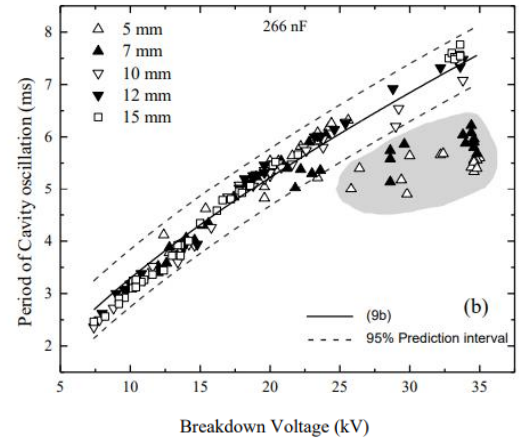 266 nF
5 mm
7 mm
10 mm
12 mm
15 mm
Period of Cavity oscillation (ms)
8
7
6
5
4
3
2
(b)
(9b)
95% Prediction interval
5 10 15 20 25 30 35
Breakdown Voltage (kV)